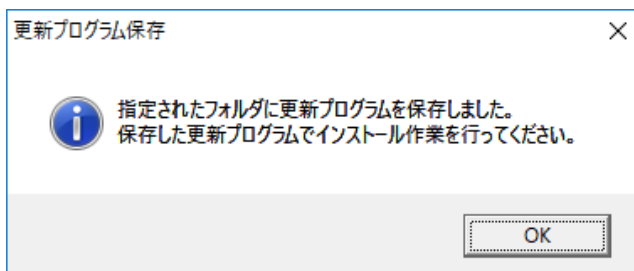 更新プログラム保存
指定されたフォルダに更新プログラムを保存しました。
保存した更新プログラムでインストール作業を行ってください。
OK